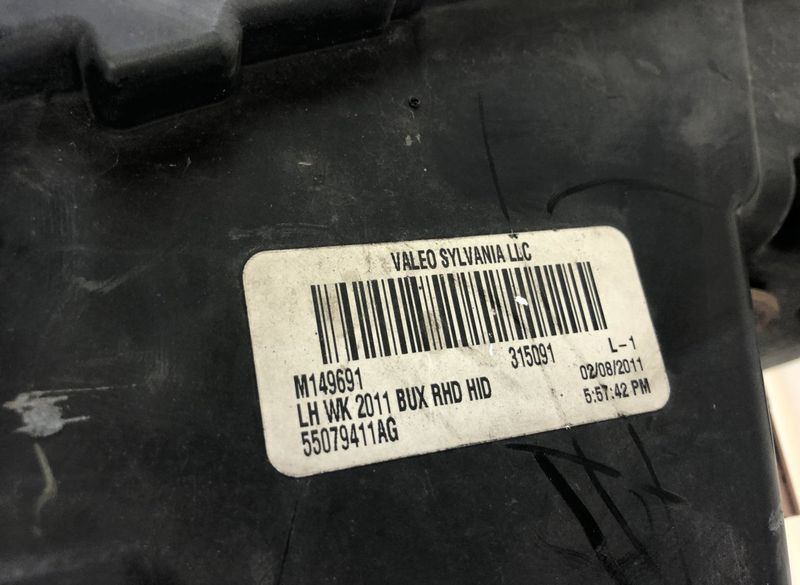 VALEO SYLVANIA LLC
M149691 315091 L-1
LH WK 2011 BUX RHD HID 02/08/2011
55079411AG 5:57:42 PM